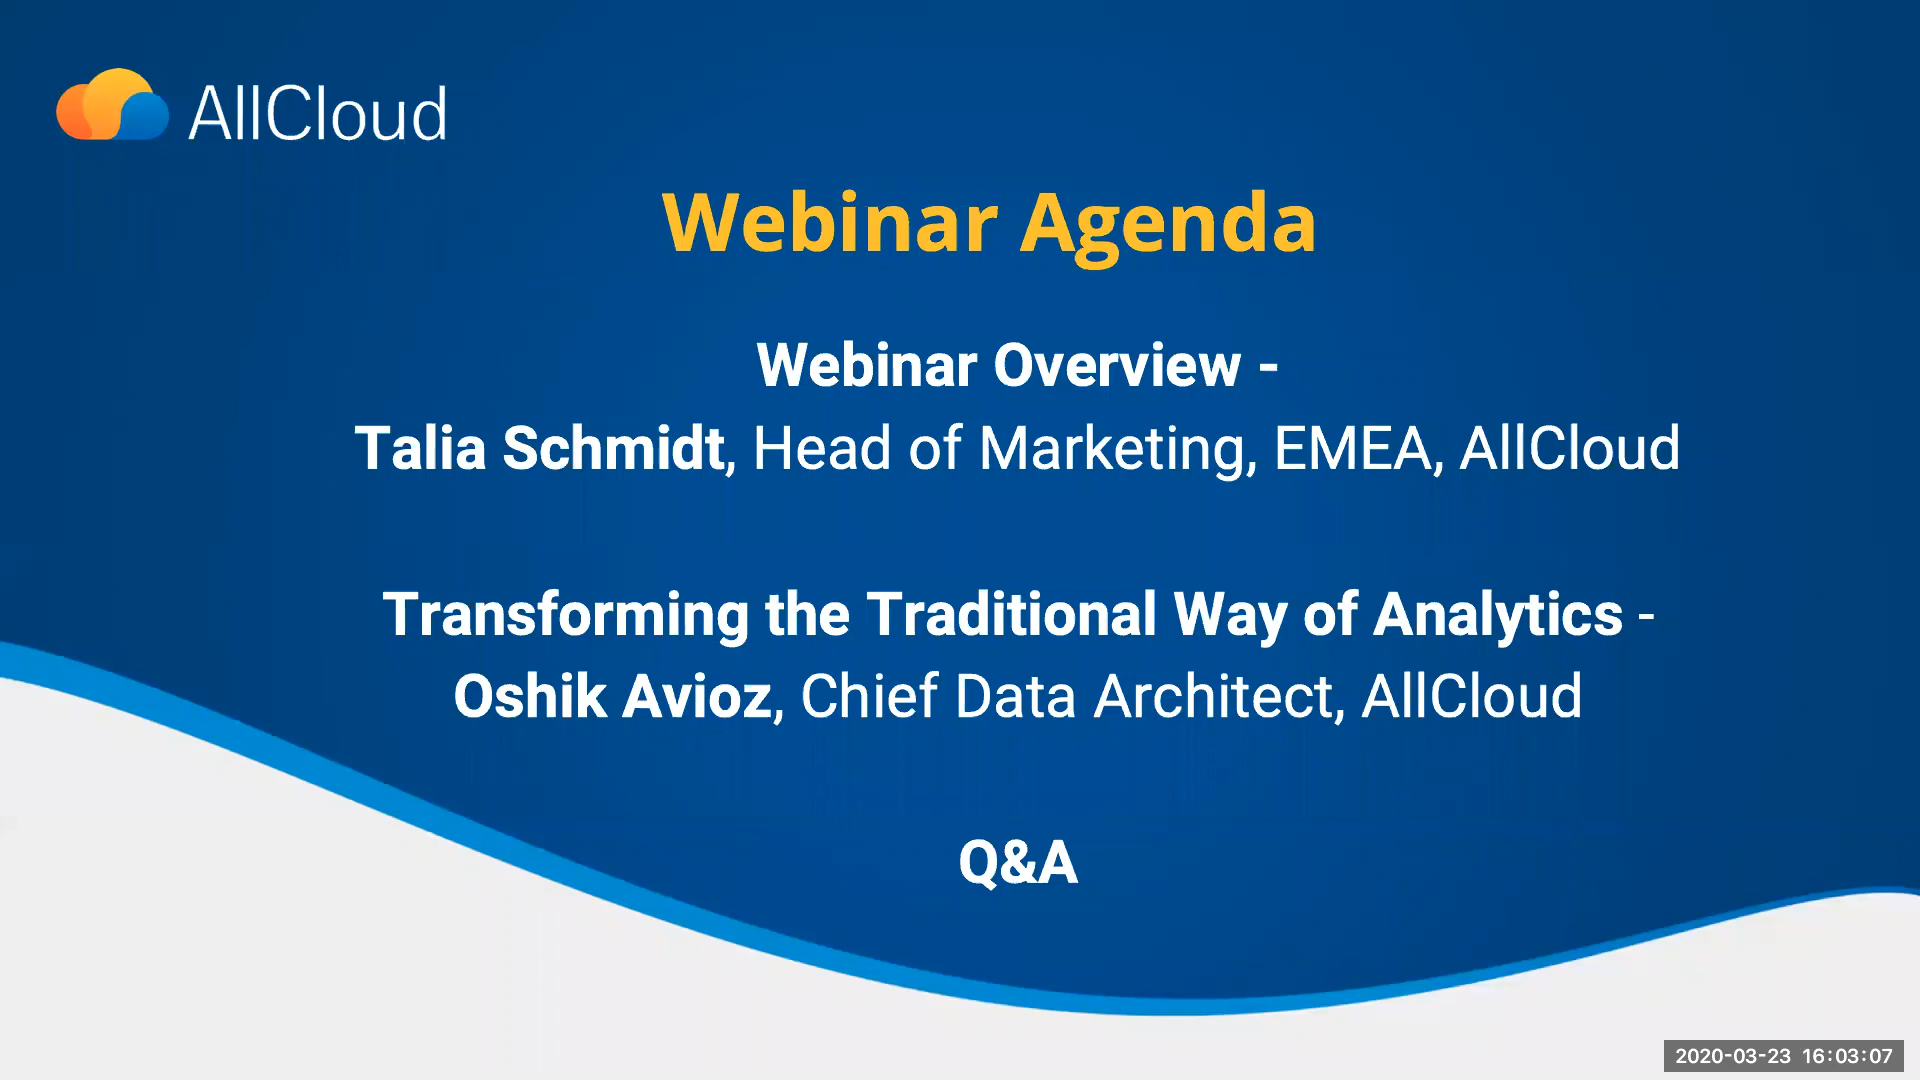 AllCloud
Webinar Agenda
Webinar Overview -
Talia Schmidt, Head of Marketing, EMEA, AllCloud
Transforming the Traditional Way of Analytics -
Oshik Avioz, Chief Data Architect, AllCloud
Q&A
2020-03-23 16:03:07